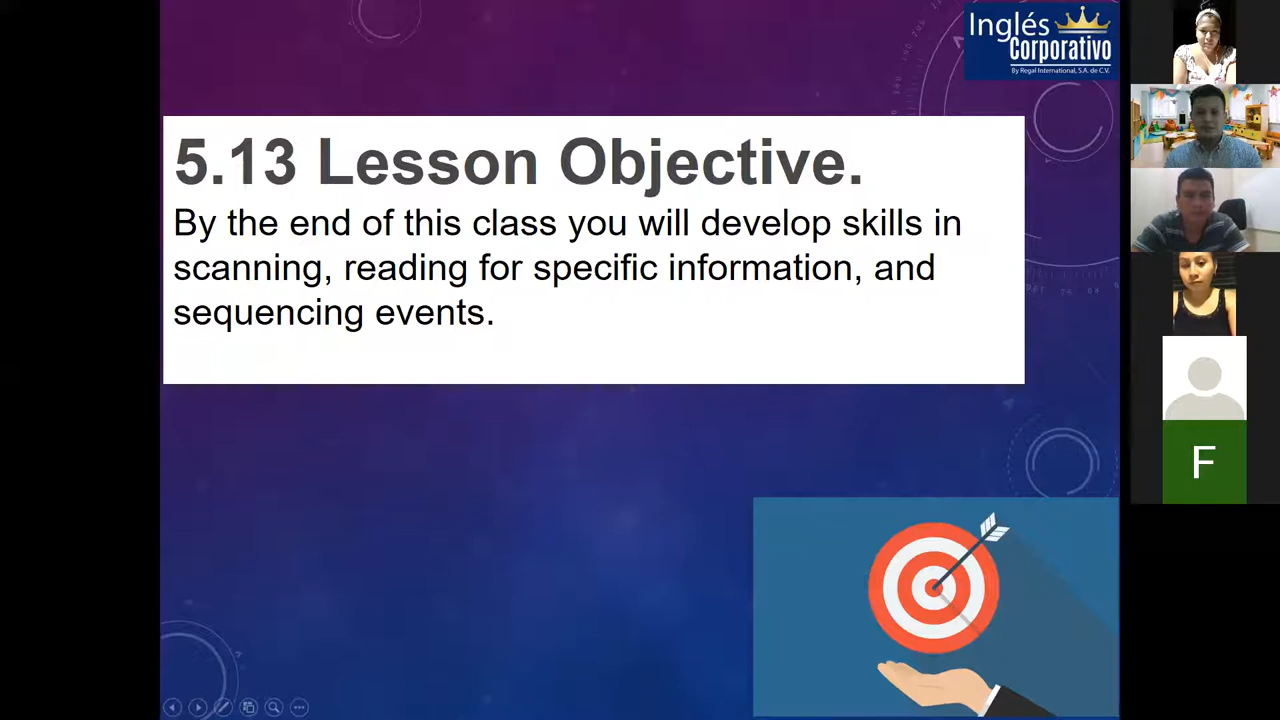 Inglés
Corporativo
By Regal International, S.A. de C.V.
5.13 Lesson Objective.
By the end of this class you will develop skills in
scanning, reading for specific information, and
sequencing events.
F